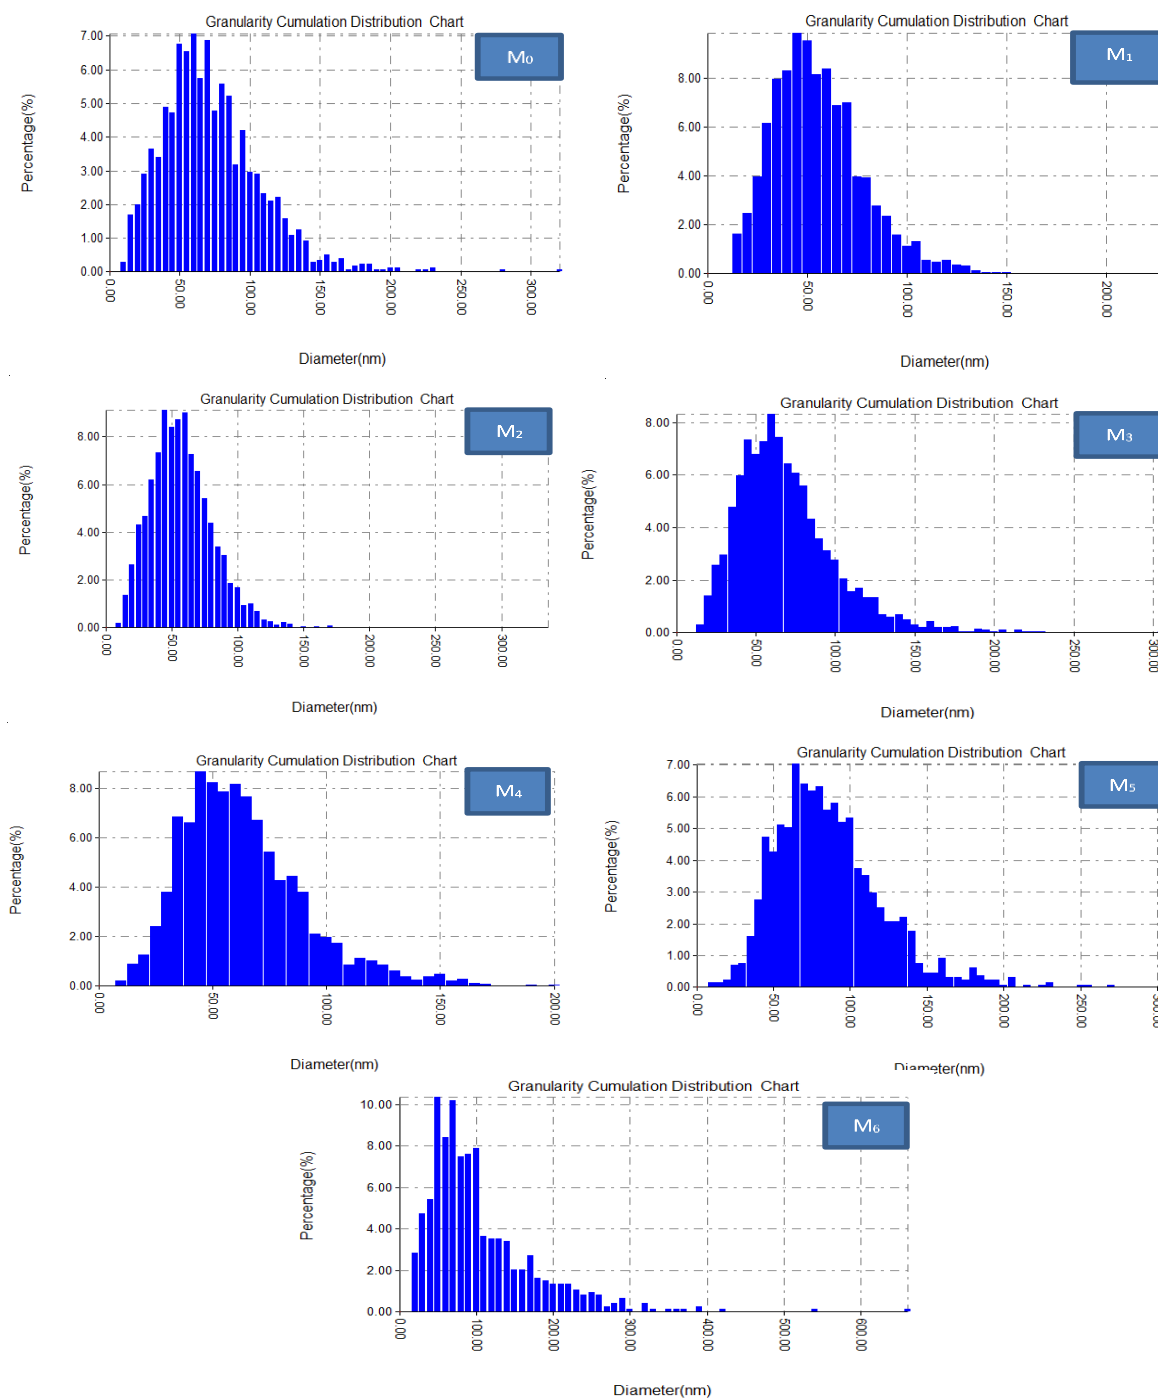 Granularity Cumulation Distribution Chart
M₀
Percentage(%)
7.00
6.00
5.00
4.00
3.00
2.00
1.00
0.00
0.00 50.00 100.00 150.00 200.00 250.00 300.00
Diameter(nm)
Granularity Cumulation Distribution Chart
M₁
Percentage(%)
8.00
6.00
4.00
2.00
0.00
0.00 50.00 100.00 150.00 200.00
Diameter(nm)
Granularity Cumulation Distribution Chart
M₂
Percentage(%)
8.00
6.00
4.00
2.00
0.00
0.00 50.00 100.00 150.00 200.00 250.00 300.00
Diameter(nm)
Granularity Cumulation Distribution Chart
M₃
Percentage(%)
8.00
6.00
4.00
2.00
0.00
0.00 50.00 100.00 150.00 200.00 250.00 300.0
Diameter(nm)
Granularity Cumulation Distribution Chart
M₄
Percentage(%)
8.00
6.00
4.00
2.00
0.00
0.00 50.00 100.00 150.00 200.0
Diameter(nm)
Granularity Cumulation Distribution Chart
M₅
Percentage(%)
7.00
6.00
5.00
4.00
3.00
2.00
1.00
0.00
0.00 50.00 100.00 150.00 200.00 250.00 300.0
Diameter(nm)
Granularity Cumulation Distribution Chart
M₆
Percentage(%)
10.00
8.00
6.00
4.00
2.00
0.00
0.00 100.00 200.00 300.00 400.00 500.00 600.00
Diameter(nm)